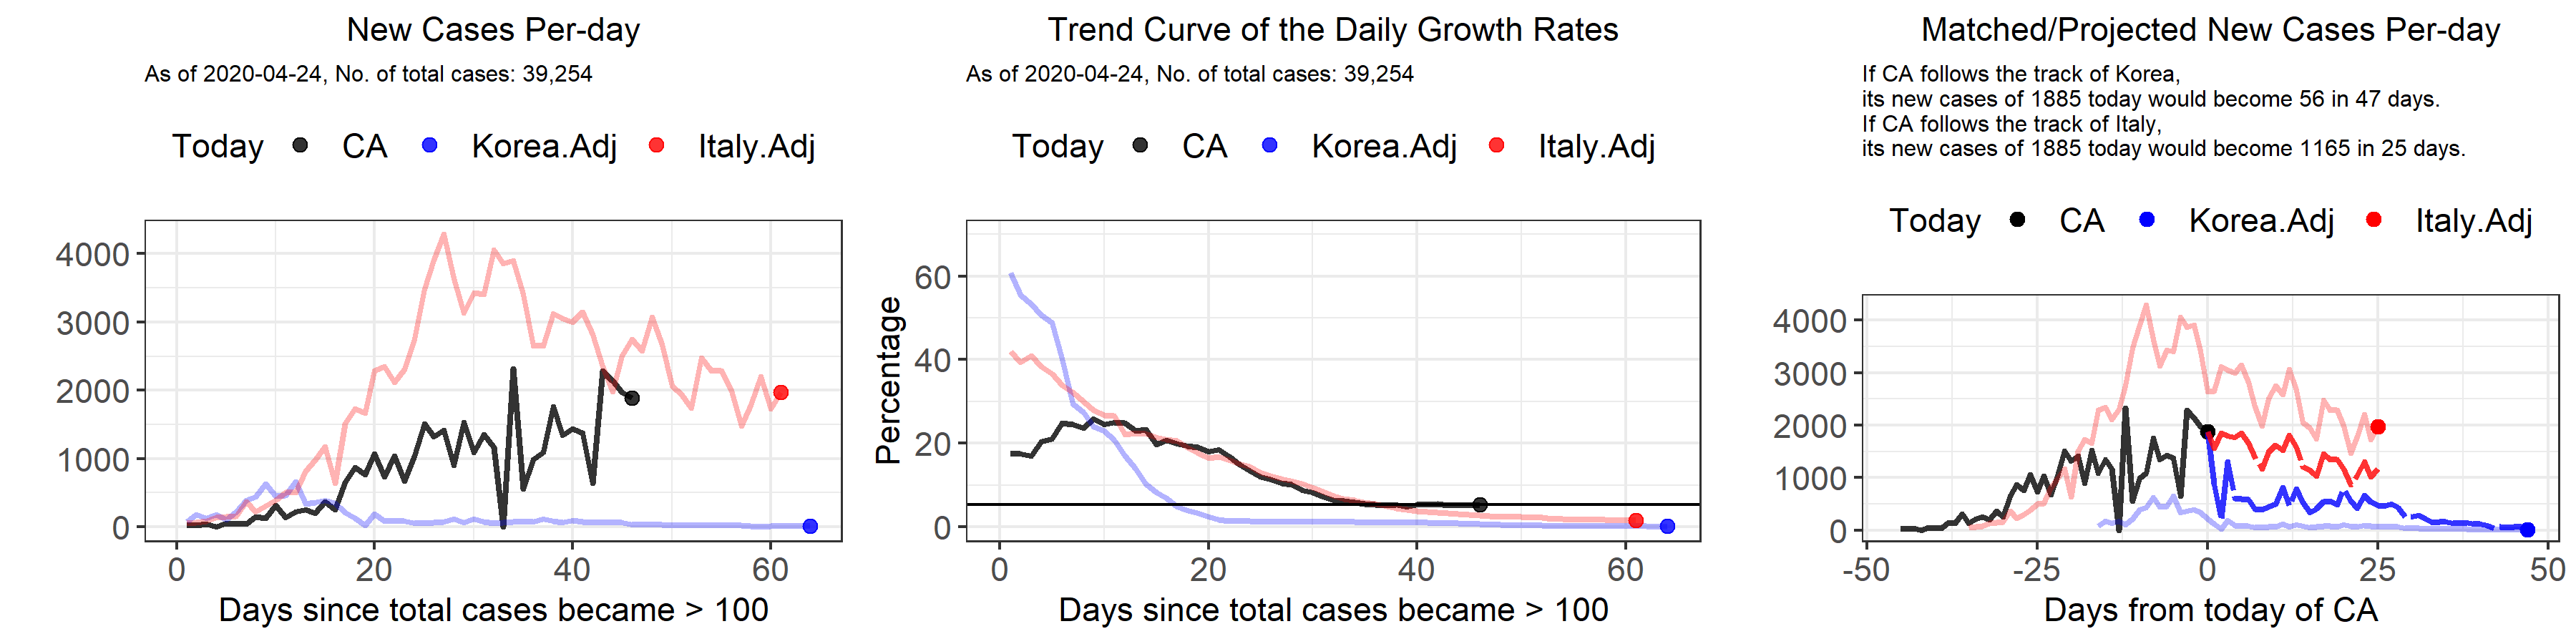 New Cases Per-day
As of 2020-04-24, No. of total cases: 39,254
Today CA Korea.Adj Italy.Adj
4000
3000
2000
1000
0
0 20 40 60
Days since total cases became > 100
Trend Curve of the Daily Growth Rates
As of 2020-04-24, No. of total cases: 39,254
Today CA Korea.Adj Italy.Adj
Percentage
60
40
20
0
0 20 40 60
Days since total cases became > 100
Matched/Projected New Cases Per-day
If CA follows the track of Korea,
its new cases of 1885 today would become 56 in 47 days.
If CA follows the track of Italy,
its new cases of 1885 today would become 1165 in 25 days.
Today CA Korea.Adj Italy.Adj
4000
3000
2000
1000
0
-50 -25 0 25 50
Days from today of CA